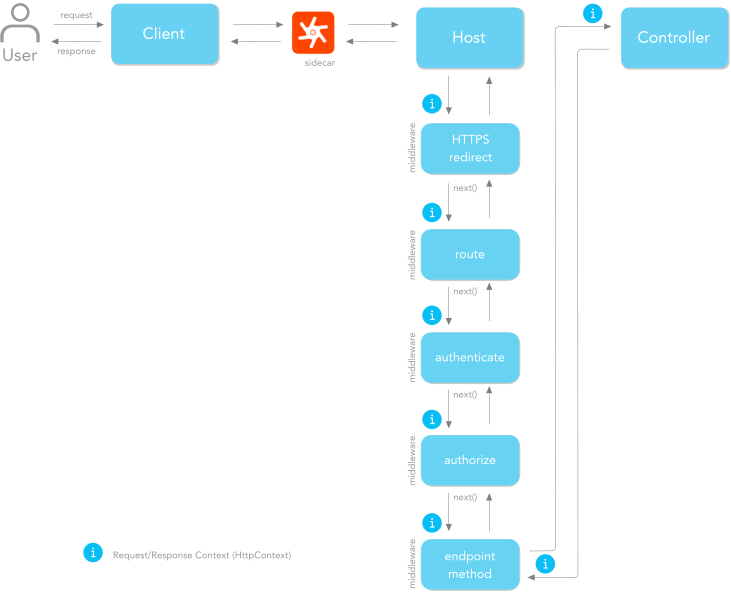 request
response
User
Client
sidecar
Host
i
Controller
i
middleware
HTTPS
redirect
next()
i
middleware
route
next()
i
middleware
authenticate
next()
i
middleware
authorize
next()
i
middleware
endpoint
method
i
i
Request/Response Context (HttpContext)